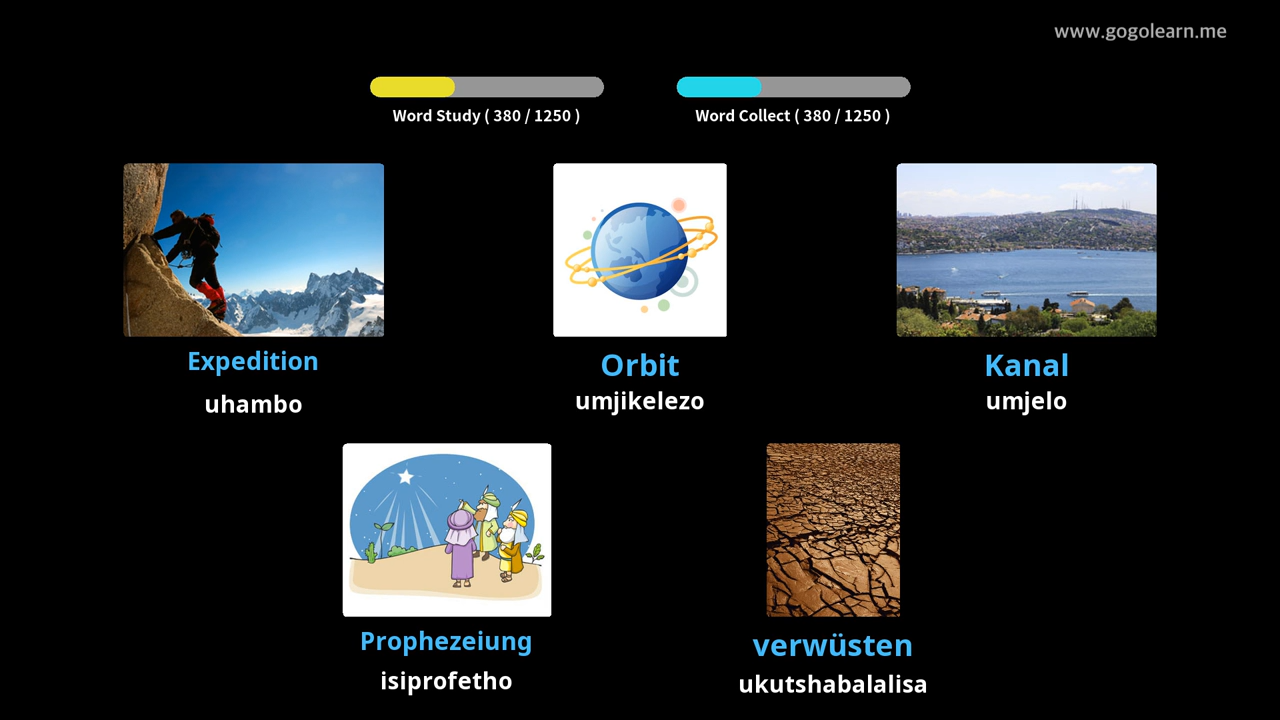 www.gogolearn.me
Word Study ( 380 / 1250 )
Word Collect ( 380 / 1250 )
Expedition
uhambo
Orbit
umjikelezo
Kanal
umjelo
Prophezeiung
isiprofetho
verwüsten
ukutshabalalisa